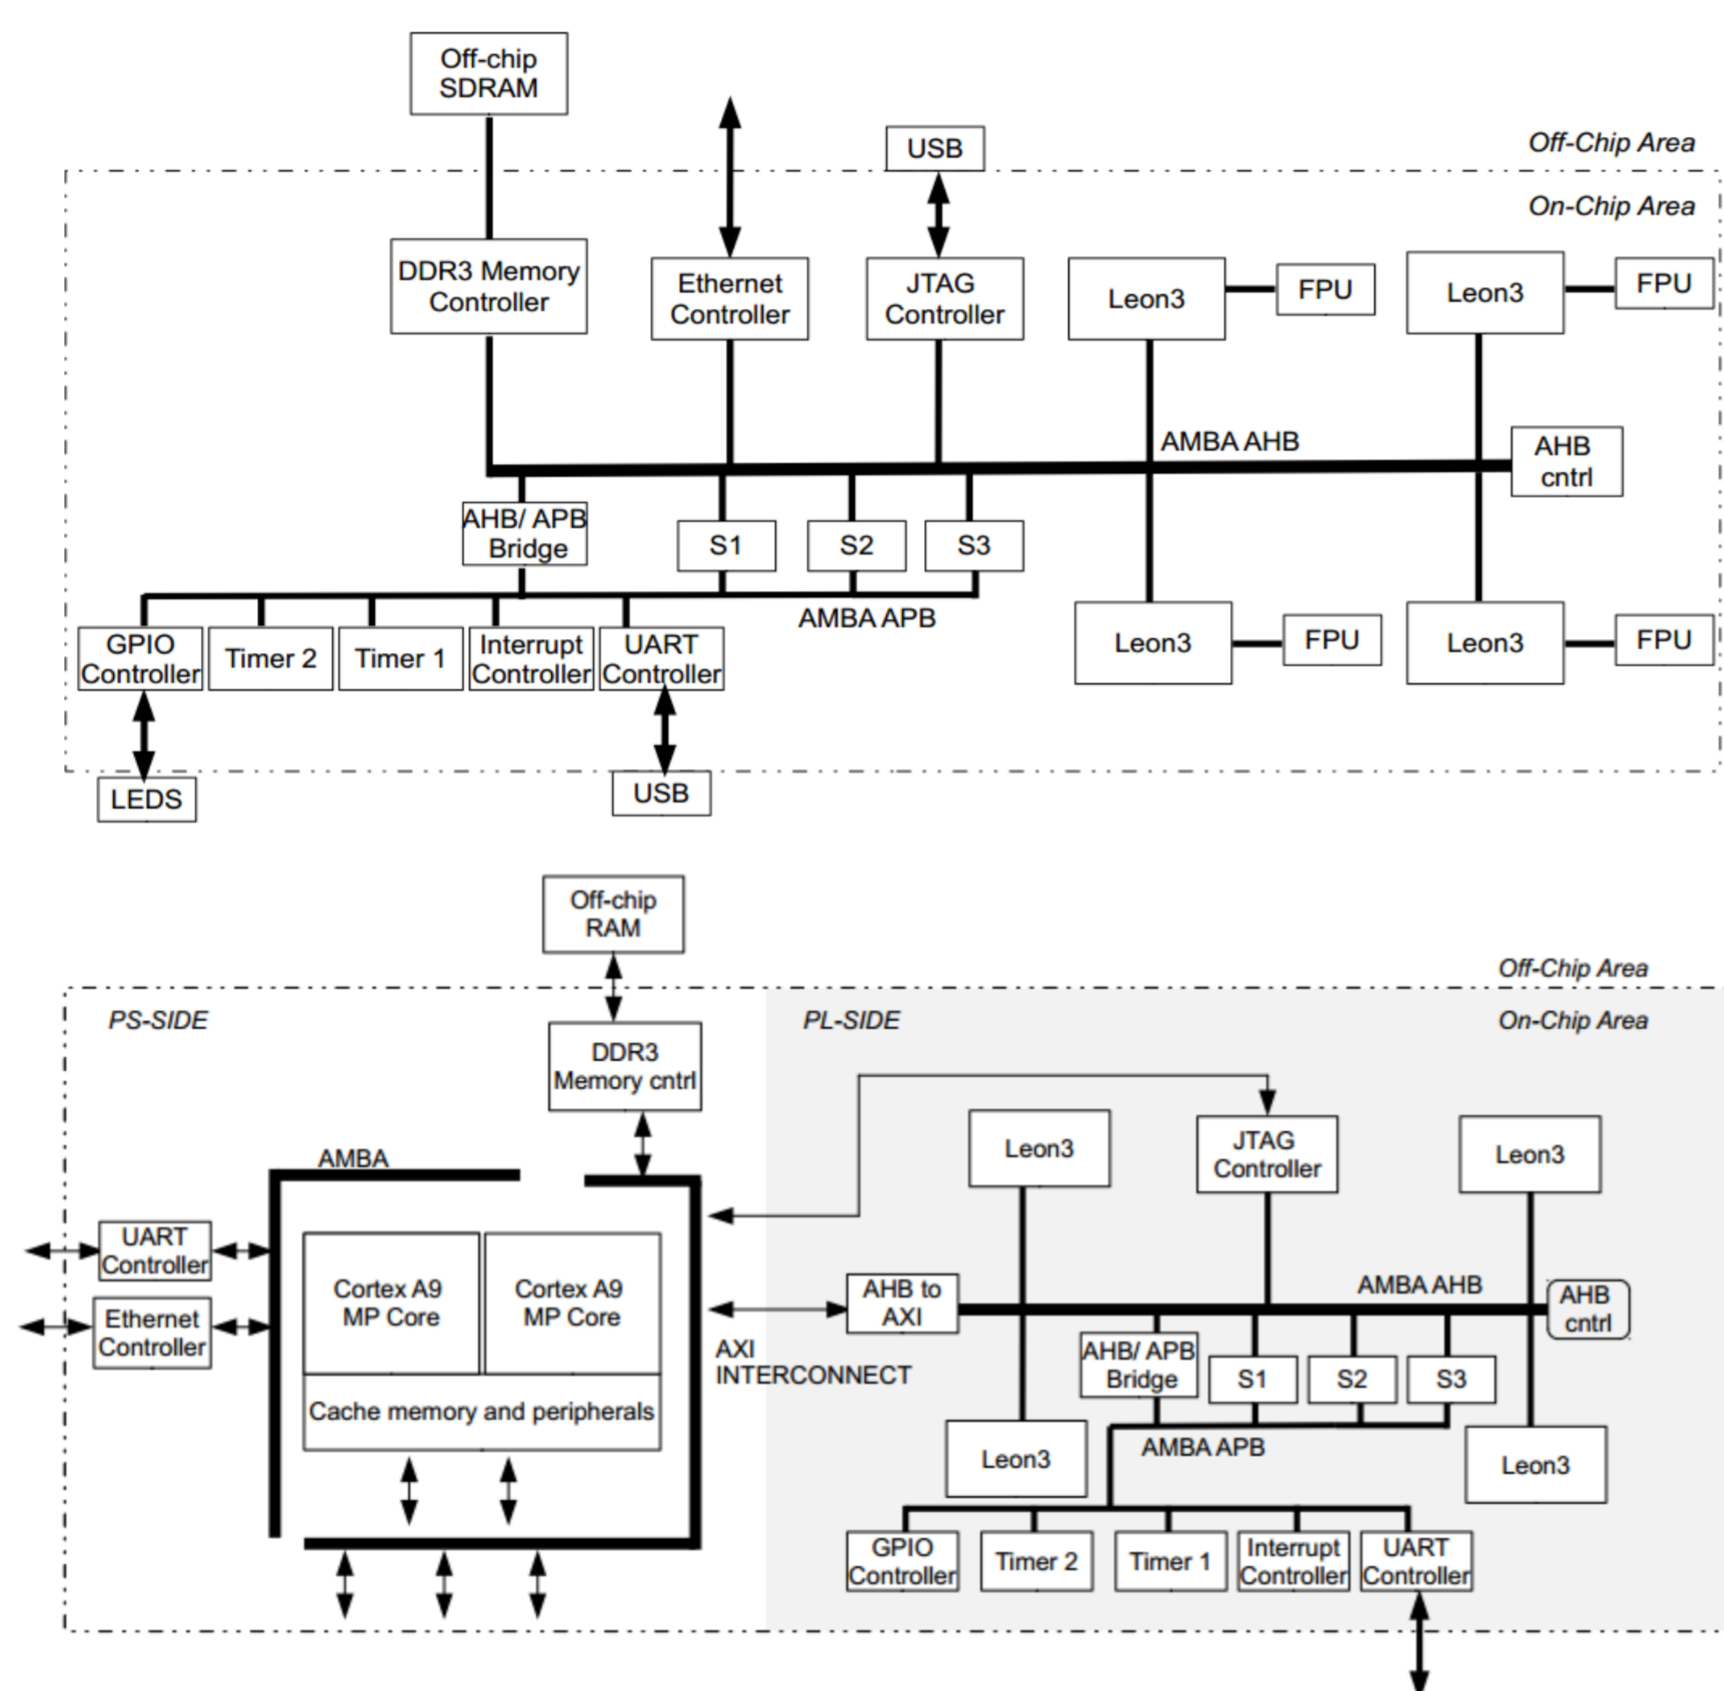 Off-chip
SDRAM
USB
Off-Chip Area
On-Chip Area
DDR3 Memory
Controller
Ethernet
Controller
JTAG
Controller
Leon3
FPU
Leon3
FPU
AMBA AHB
AHB
cntrl
AHB/ APB
Bridge
S1
S2
S3
AMBA APB
GPIO
Controller
Timer 2
Timer 1
Interrupt
Controller
UART
Controller
Leon3
FPU
Leon3
FPU
LEDS
USB
Off-chip
RAM
Off-Chip Area
PS-SIDE
PL-SIDE
On-Chip Area
DDR3
Memory cntrl
AMBA
Leon3
JTAG
Controller
Leon3
UART
Controller
Ethernet
Controller
Cortex A9
MP Core
Cortex A9
MP Core
Cache memory and peripherals
AXI
INTERCONNECT
AHB to
AXI
AMBA AHB
AHB
cntrl
AHB/ APB
Bridge
S1
S2
S3
AMBA APB
Leon3
Leon3
GPIO
Controller
Timer 2
Timer 1
Interrupt
Controller
UART
Controller